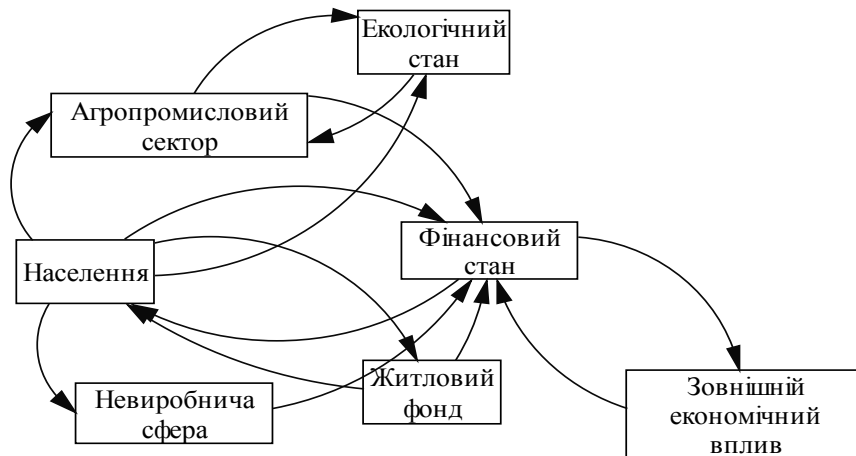 Екологічний
стан
Агропромисловий
сектор
Фінансовий
стан
Населення
Житловий
фонд
Невиробнича
сфера
Зовнішній
економічний
вплив